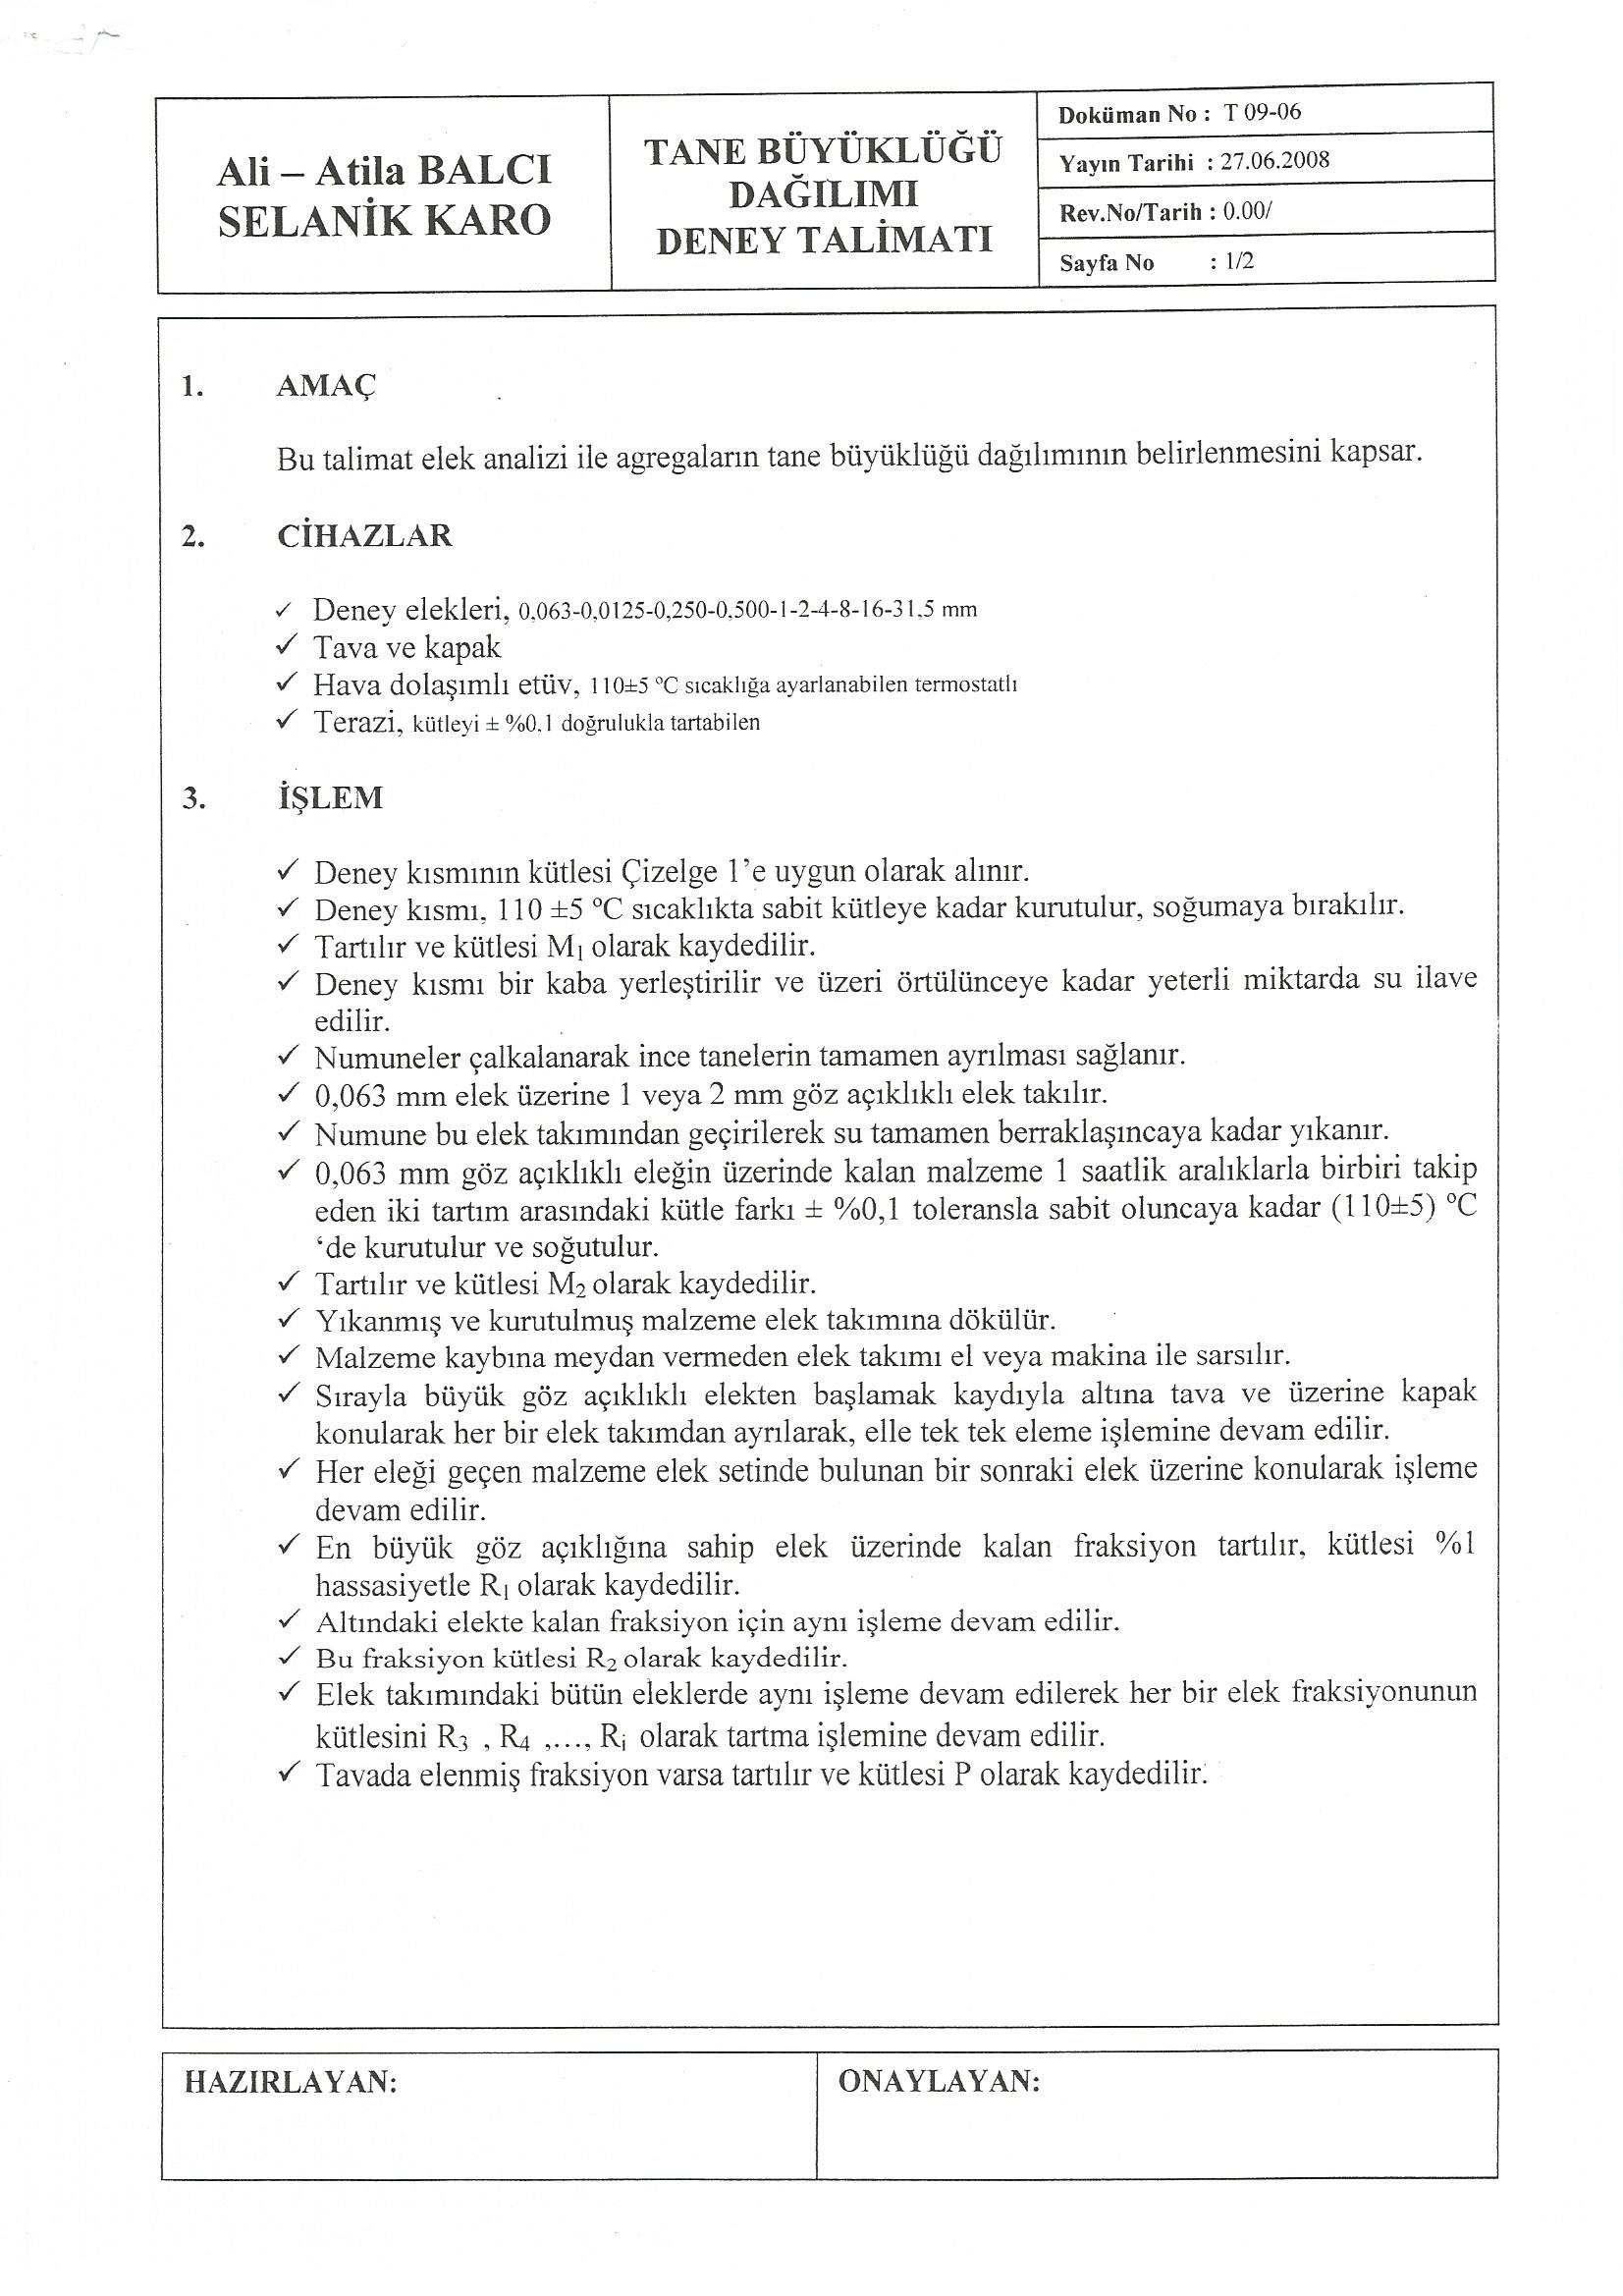 Ali – Atila BALCI
SELANİK KARO
TANE BÜYÜKLÜĞÜ
DAĞILIMI
DENEY TALİMATI
Doküman No : T 09-06
Yayın Tarihi : 27.06.2008
Rev.No/Tarih : 0.00/
Sayfa No : 1/2
1. AMAÇ
Bu talimat elek analizi ile agregaların tane büyüklüğü dağılımının belirlenmesini kapsar.
2. CİHAZLAR
✓ Deney elekleri, 0,063-0,0125-0,250-0,500-1-2-4-8-16-31,5 mm
✓ Tava ve kapak
✓ Hava dolaşımlı etüv, 110±5 ºC sıcaklığa ayarlanabilen termostatlı
✓ Terazi, kütleyi ± %0,1 doğrulukla tartabilen
3. İŞLEM
✓ Deney kısmının kütlesi Çizelge 1’e uygun olarak alınır.
✓ Deney kısmı, 110 ±5 ºC sıcaklıkta sabit kütleye kadar kurutulur, soğumaya bırakılır.
✓ Tartılır ve kütlesi M₁ olarak kaydedilir.
✓ Deney kısmı bir kaba yerleştirilir ve üzeri örtülünceye kadar yeterli miktarda su ilave
edilir.
✓ Numuneler çalkalanarak ince tanelerin tamamen ayrılması sağlanır.
✓ 0,063 mm elek üzerine 1 veya 2 mm göz açıklıklı elek takılır.
✓ Numune bu elek takımından geçirilerek su tamamen berraklaşıncaya kadar yıkanır.
✓ 0,063 mm göz açıklıklı eleğin üzerinde kalan malzeme 1 saatlik aralıklarla birbiri takip
eden iki tartım arasındaki kütle farkı ± %0,1 toleransla sabit oluncaya kadar (110±5) ºC
‘de kurutulur ve soğutulur.
✓ Tartılır ve kütlesi M₂ olarak kaydedilir.
✓ Yıkanmış ve kurutulmuş malzeme elek takımına dökülür.
✓ Malzeme kaybına meydan vermeden elek takımı el veya makina ile sarsılır.
✓ Sırayla büyük göz açıklıklı elekten başlamak kaydıyla altına tava ve üzerine kapak
konularak her bir elek takımdan ayrılarak, elle tek tek eleme işlemine devam edilir.
✓ Her eleği geçen malzeme elek setinde bulunan bir sonraki elek üzerine konularak işleme
devam edilir.
✓ En büyük göz açıklığına sahip elek üzerinde kalan fraksiyon tartılır, kütlesi %1
hassasiyetle R₁ olarak kaydedilir.
✓ Altındaki elekte kalan fraksiyon için aynı işleme devam edilir.
✓ Bu fraksiyon kütlesi R₂ olarak kaydedilir.
✓ Elek takımındaki bütün eleklerde aynı işleme devam edilerek her bir elek fraksiyonunun
kütlesini R₃ , R₄ ,…, Rᵢ olarak tartma işlemine devam edilir.
✓ Tavada elenmiş fraksiyon varsa tartılır ve kütlesi P olarak kaydedilir.
HAZIRLAYAN:
ONAYLAYAN: